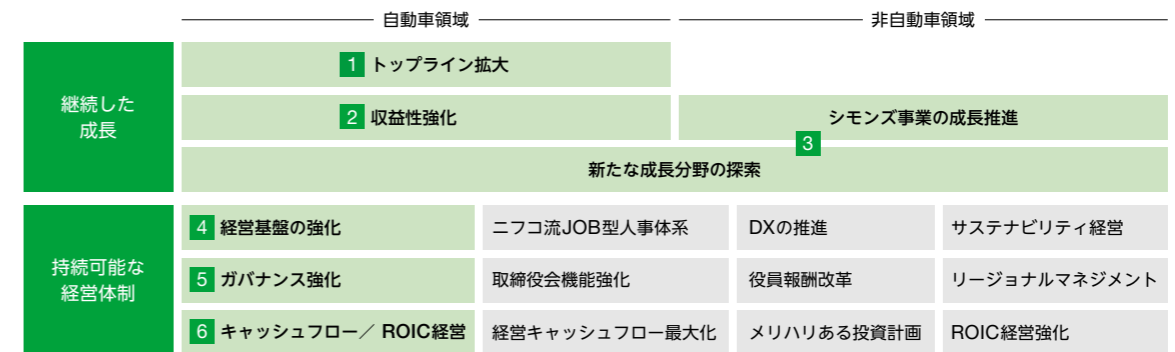 自動車領域 非自動車領域
継続した
成長
1 トップライン拡大
2 収益性強化 シモンズ事業の成長推進
3
新たな成長分野の探索
持続可能な
経営体制
4 経営基盤の強化 ニフコ流JOB型人事体系 DXの推進 サステナビリティ経営
5 ガバナンス強化 取締役会機能強化 役員報酬改革 リージョナルマネジメント
6 キャッシュフロー／ ROIC経営 経営キャッシュフロー最大化 メリハリある投資計画 ROIC経営強化